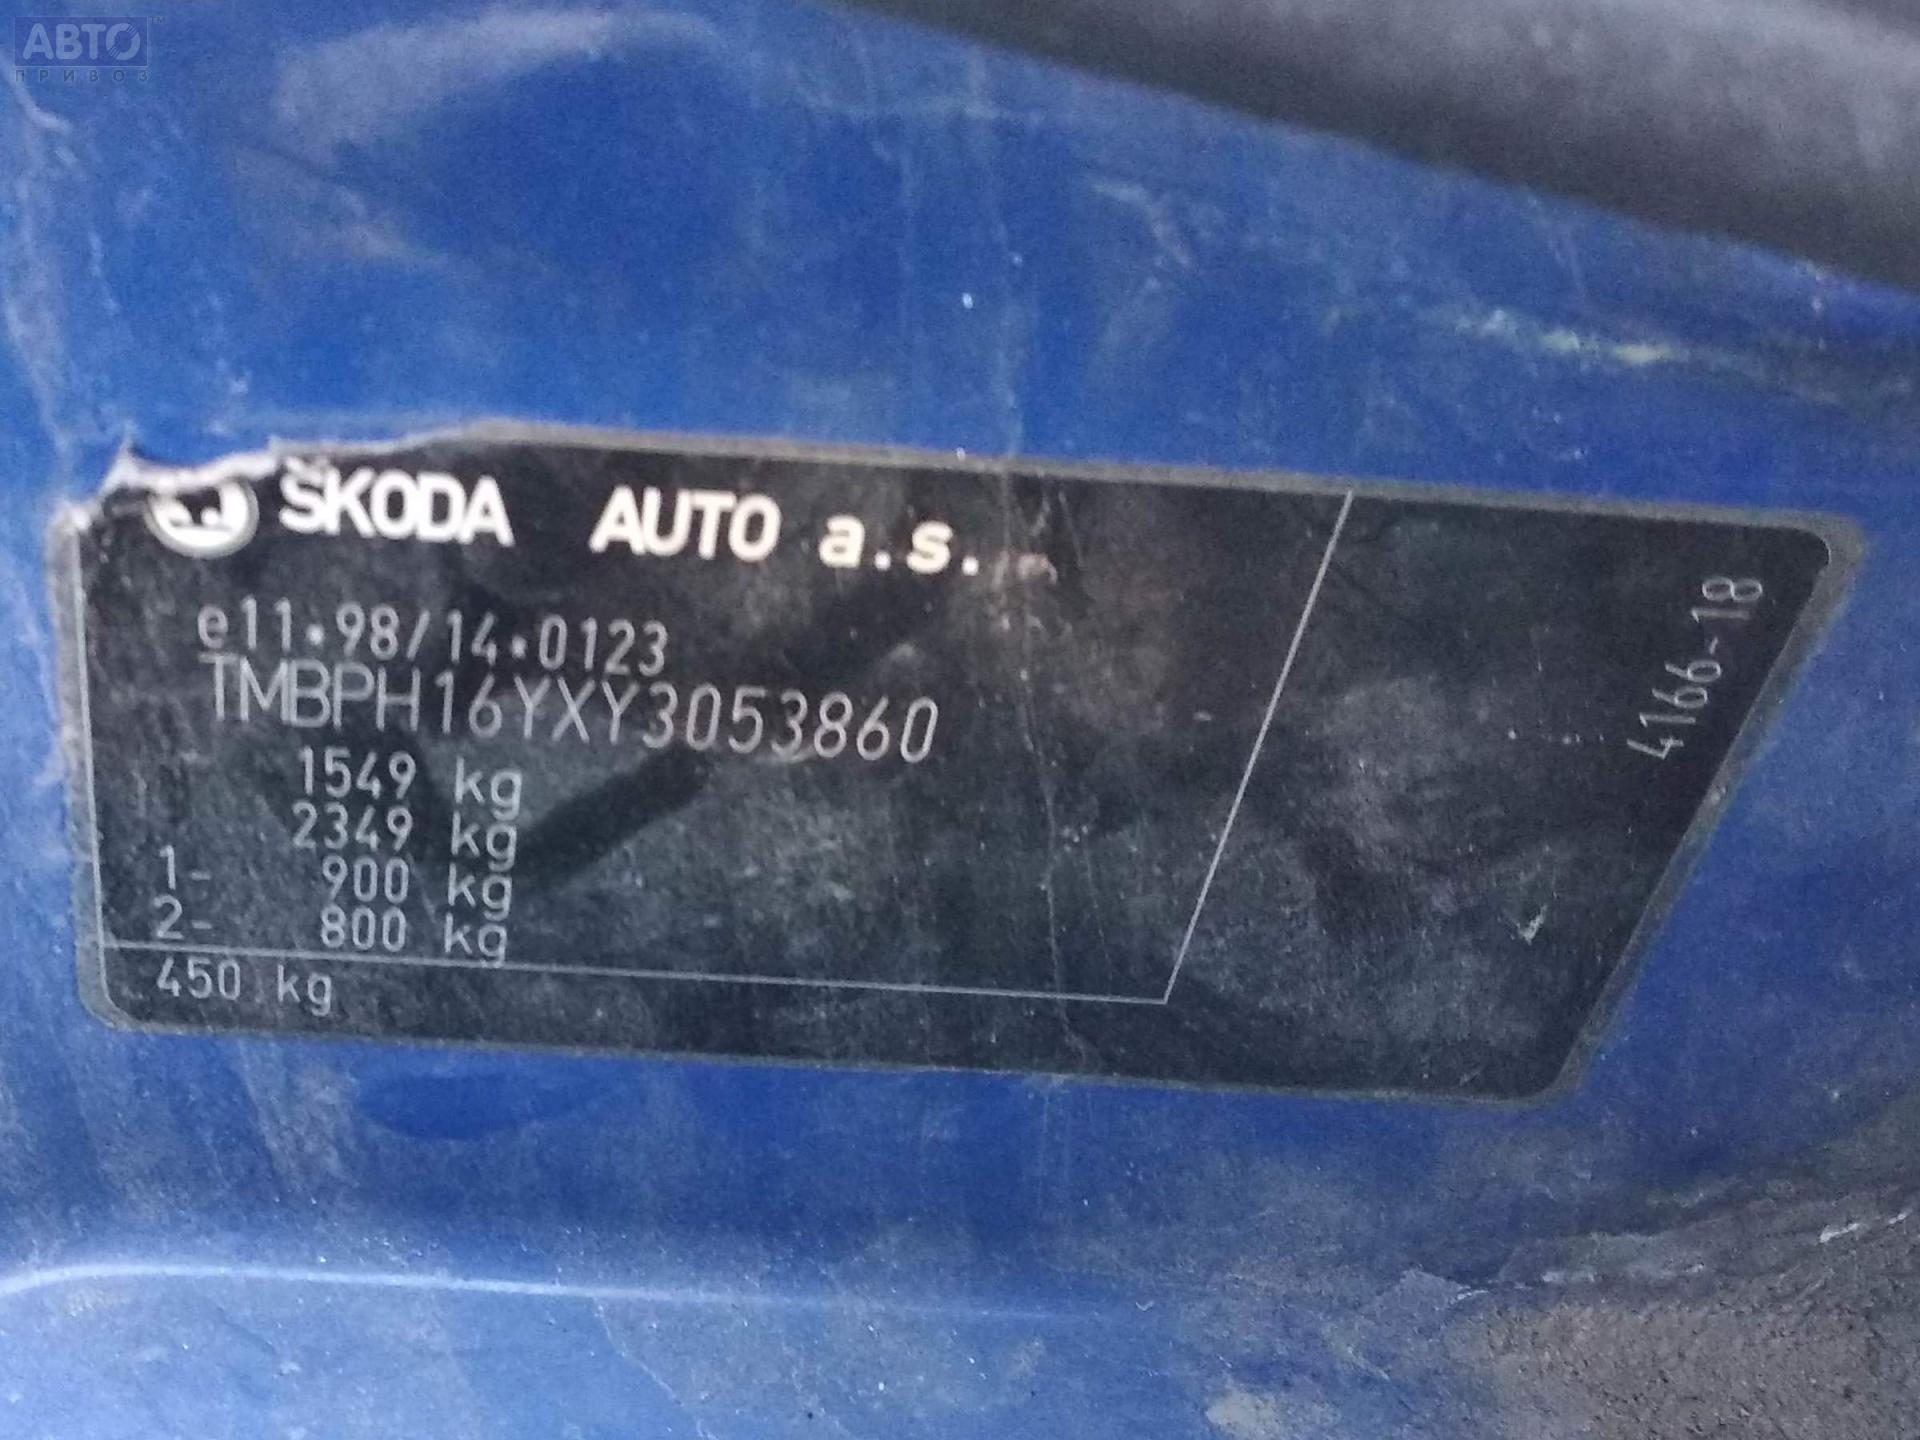 АВТО
ПРИВОЗ
ŠKODA AUTO a.s.
e11•98/14•0123
TMBPH16YXY3053860
1549 kg
2349 kg
1- 900 kg
2- 800 kg
450 kg
4166-18